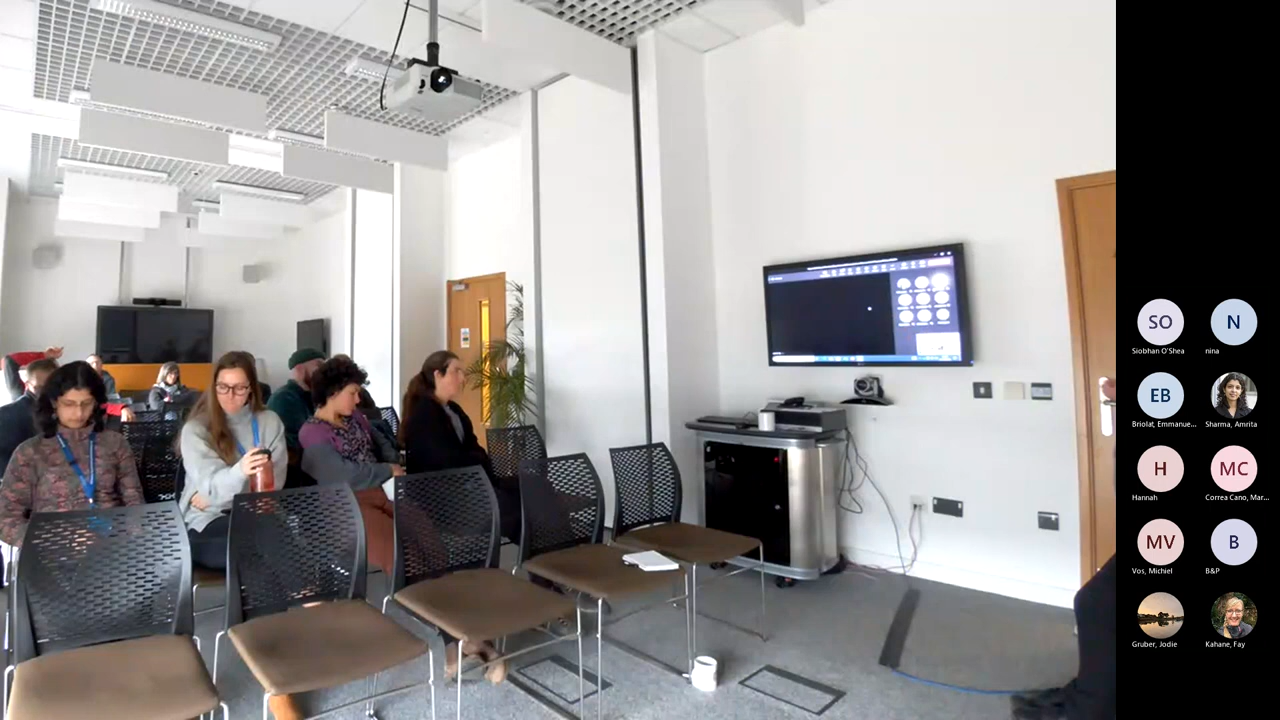 SO
N
Siobhan O'Shea
nina
EB
Briolat, Emmanue...
Sharma, Amrita
H
MC
Hannah
Correa Cano, Mar...
MV
B
Vos, Michiel
B&P
Gruber, Jodie
Kahane, Fay